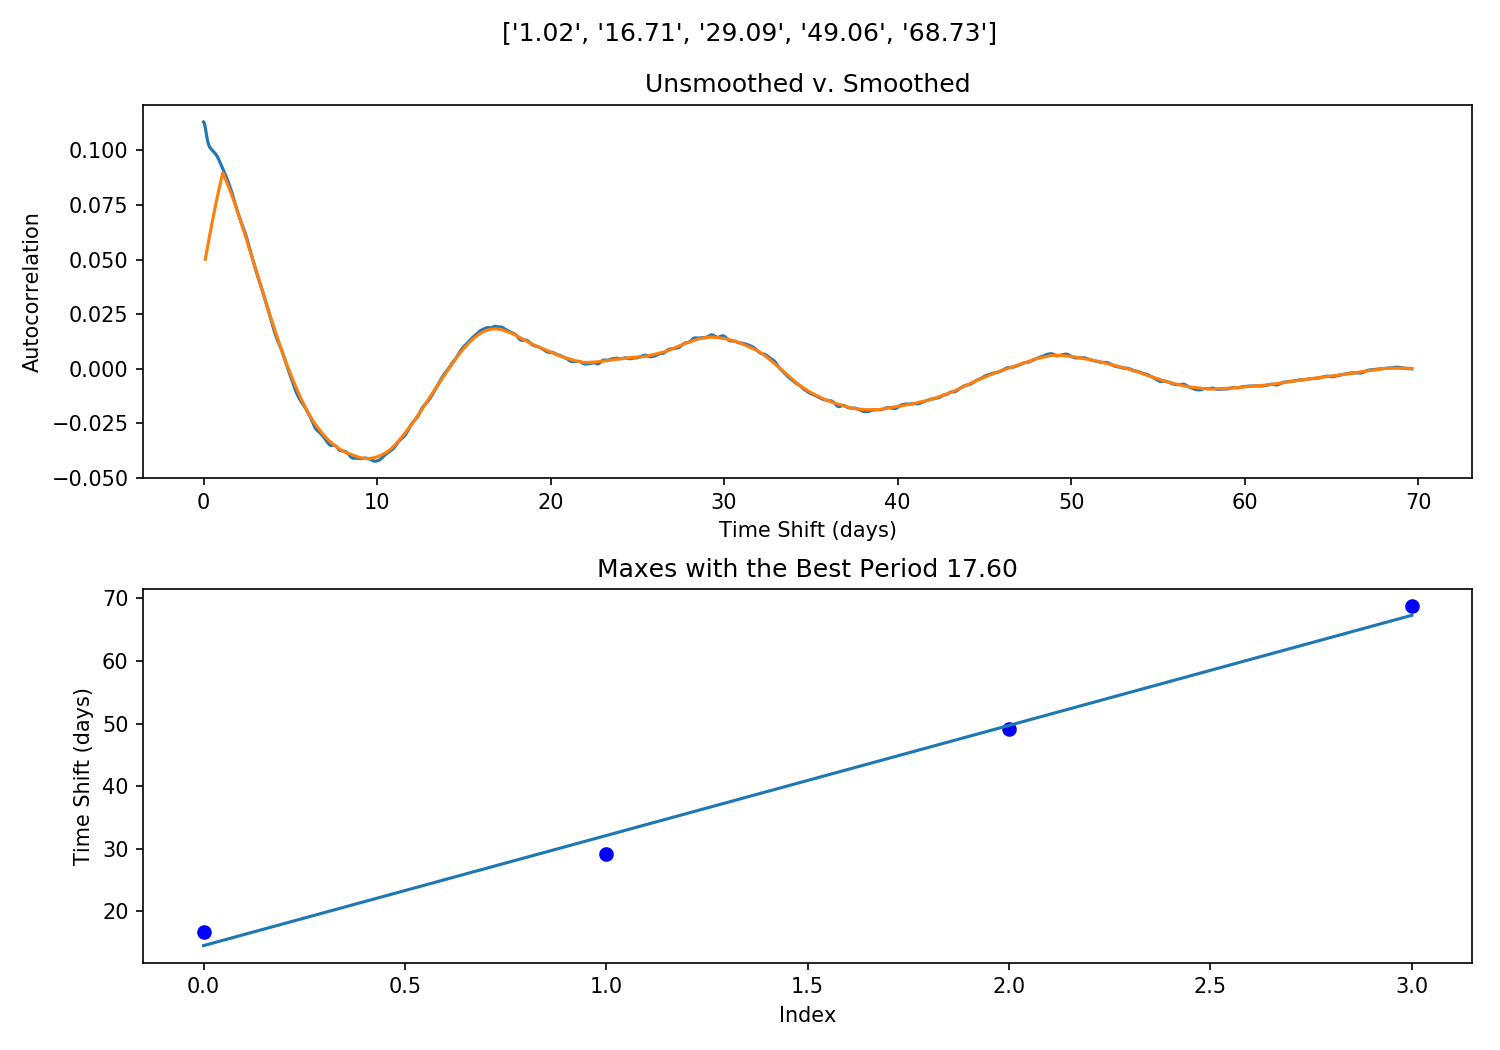 ['1.02', '16.71', '29.09', '49.06', '68.73']
Unsmoothed v. Smoothed
Autocorrelation
0.100
0.075
0.050
0.025
0.000
−0.025
−0.050
0 10 20 30 40 50 60 70
Time Shift (days)
Maxes with the Best Period 17.60
Time Shift (days)
70
60
50
40
30
20
0.0 0.5 1.0 1.5 2.0 2.5 3.0
Index